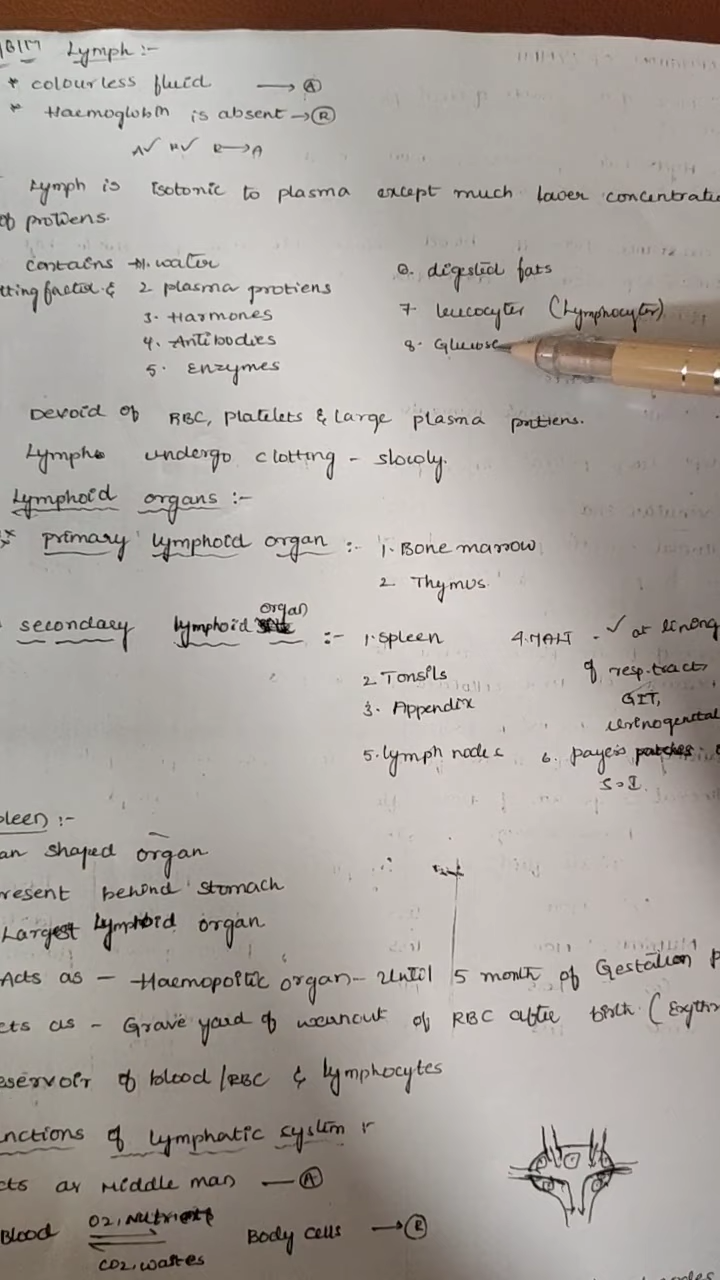 Lymph :-
* colourless fluid → Ⓐ
* Haemoglobin is absent → Ⓡ
A✓ R✓ R → A
Lymph is isotonic to plasma except much lower concentratio
of protiens.
contains → 1. water
2 plasma protiens
3. Harmones
4. Antibodies
5. Enzymes
6. digested fats
7. leucocytes (Lymphocytes)
8. Glucose
tting factor &
Devoid of RBC, platelets & large plasma protiens.
Lymph undergo clotting - slowly.
Lymphoid organs :-
* primary lymphoid organ :- 1. Bone marrow
2. Thymus
secondary lymphoid organ :- 1. spleen
2. Tonsils
3. Appendix
4. MALT - ✓ at lining
of resp. tract,
GIT,
urenogenital
5. lymph nodes 6. payer's patches
S.I.
pleen :-
an shaped organ
resent behind stomach
Largest lymphoid organ
Acts as - Haemopoitic organ - Until 5 month of Gestation p
cts as - Grave yard of wornout of RBC after birth (Erythr
eservoir of blood / RBC & lymphocytes
nctions of lymphatic system :-
cts as Middle man → Ⓐ
Blood O2, Nutrients ⇌ CO2, wastes Body cells → Ⓡ